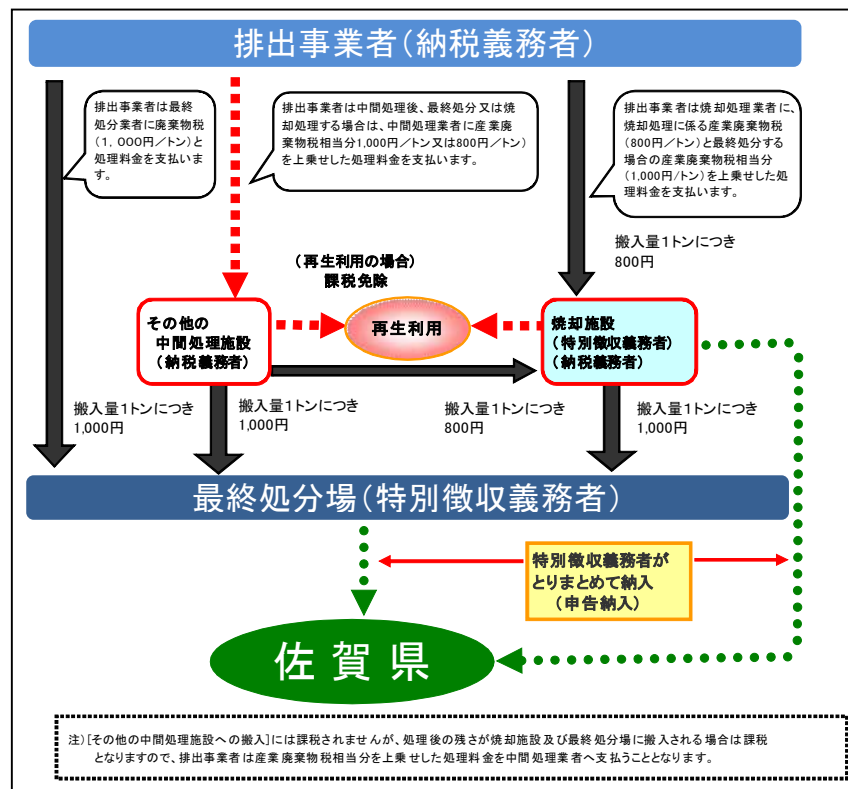 排出事業者(納税義務者)
排出事業者は最終
処分業者に廃棄物税
(1,000円/トン)と
処理料金を支払いま
す。
排出事業者は中間処理後、最終処分又は焼
却処理する場合は、中間処理業者に産業廃
棄物税相当分1,000円/トン又は800円/トン)
を上乗せした処理料金を支払います。
排出事業者は焼却処理業者に、
焼却処理に係る産業廃棄物税
(800円/トン)と最終処分する
場合の産業廃棄物税相当分
(1,000円/トン)を上乗せした処
理料金を支払います。
搬入量1トンにつき
800円
(再生利用の場合)
課税免除
その他の
中間処理施設
(納税義務者)
再生利用
焼却施設
(特別徴収義務者)
(納税義務者)
搬入量1トンにつき
1,000円
搬入量1トンにつき
1,000円
搬入量1トンにつき
800円
搬入量1トンにつき
1,000円
最終処分場(特別徴収義務者)
特別徴収義務者が
とりまとめて納入
(申告納入)
佐賀県
注)[その他の中間処理施設への搬入]には課税されませんが、処理後の残さが焼却施設及び最終処分場に搬入される場合は課税
となりますので、排出事業者は産業廃棄物税相当分を上乗せした処理料金を中間処理業者へ支払うこととなります。